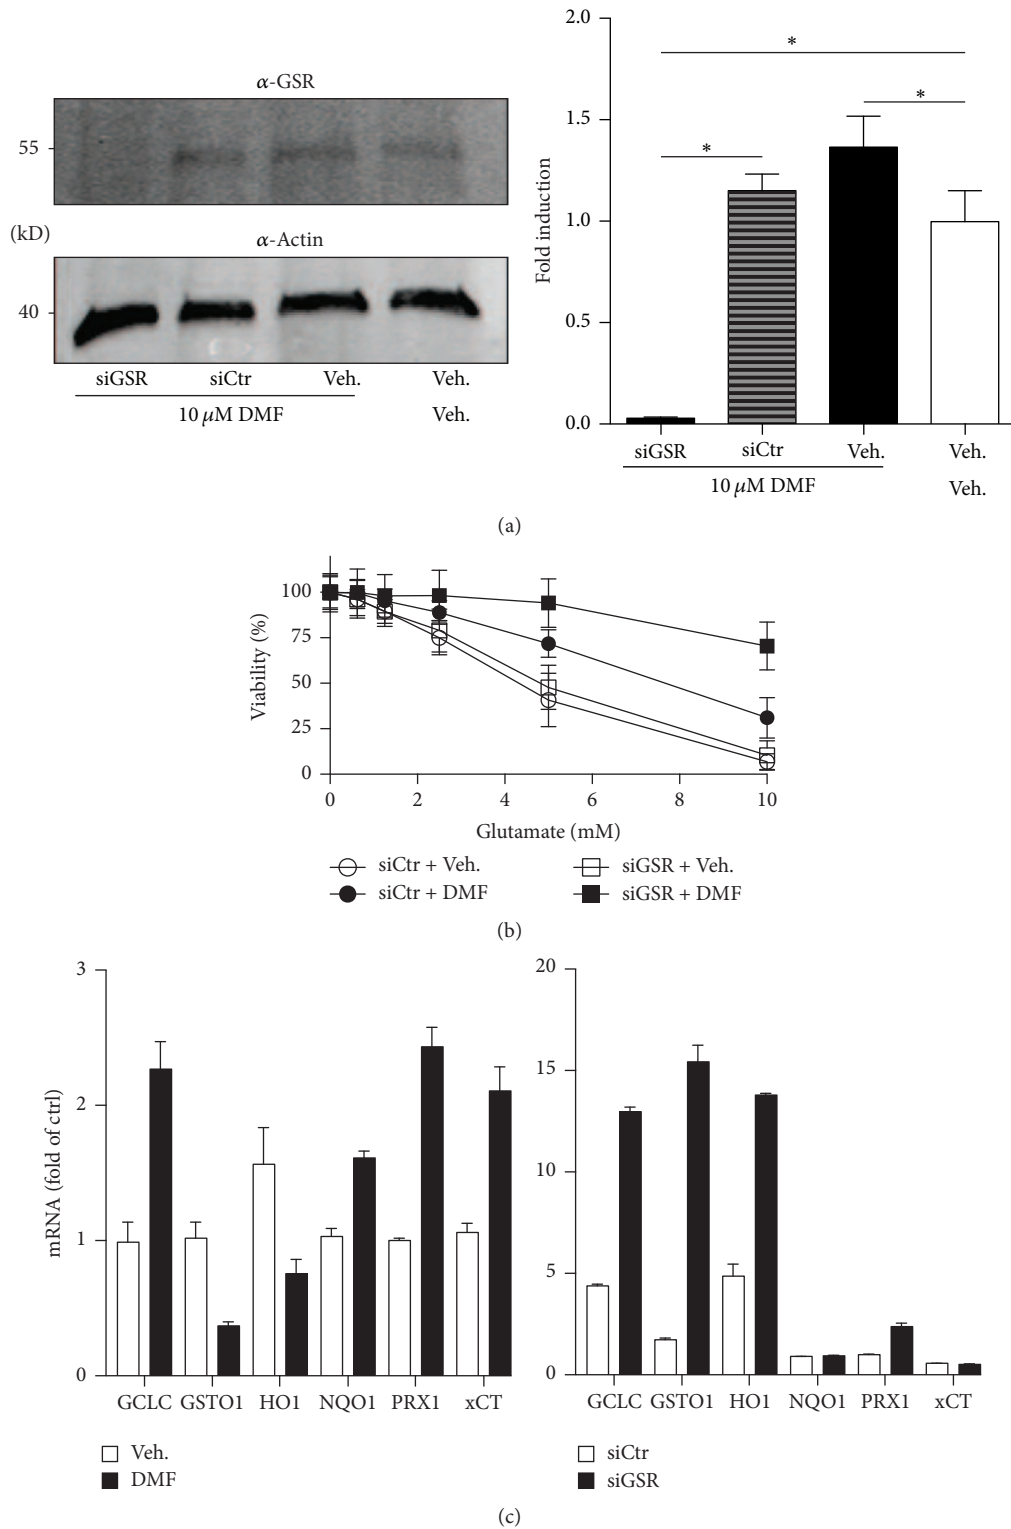 α-GSR
55
(kD)
α-Actin
40
siGSR siCtr Veh. Veh.
10 μM DMF Veh.
2.0
1.5
1.0
0.5
0.0
Fold induction
*
*
*
siGSR siCtr Veh. Veh.
10 μM DMF Veh.
(a)
100
75
50
25
0
Viability (%)
0 2 4 6 8 10
Glutamate (mM)
siCtr + Veh. siGSR + Veh.
siCtr + DMF siGSR + DMF
(b)
3
2
1
0
mRNA (fold of ctrl)
GCLC GSTO1 HO1 NQO1 PRX1 xCT
Veh.
DMF
20
15
10
5
0
GCLC GSTO1 HO1 NQO1 PRX1 xCT
siCtr
siGSR
(c)